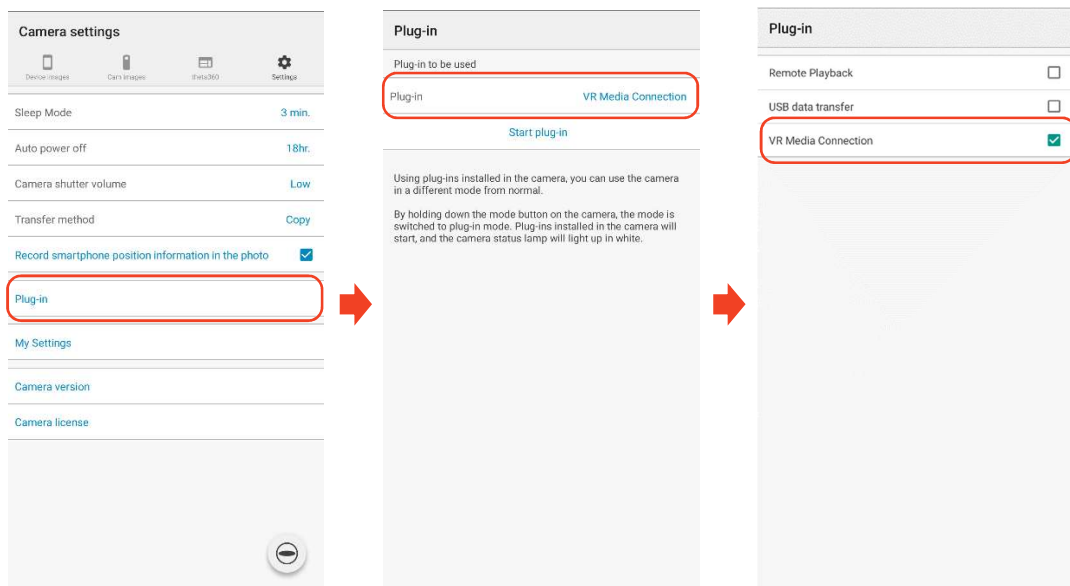 Camera settings
Device images
Cam images
theta360
Settings
Sleep Mode 3 min.
Auto power off 18hr.
Camera shutter volume Low
Transfer method Copy
Record smartphone position information in the photo
Plug-in
My Settings
Camera version
Camera license
Plug-in
Plug-in to be used
Plug-in VR Media Connection
Start plug-in
Using plug-ins installed in the camera, you can use the camera
in a different mode from normal.
By holding down the mode button on the camera, the mode is
switched to plug-in mode. Plug-ins installed in the camera will
start, and the camera status lamp will light up in white.
Plug-in
Remote Playback
USB data transfer
VR Media Connection